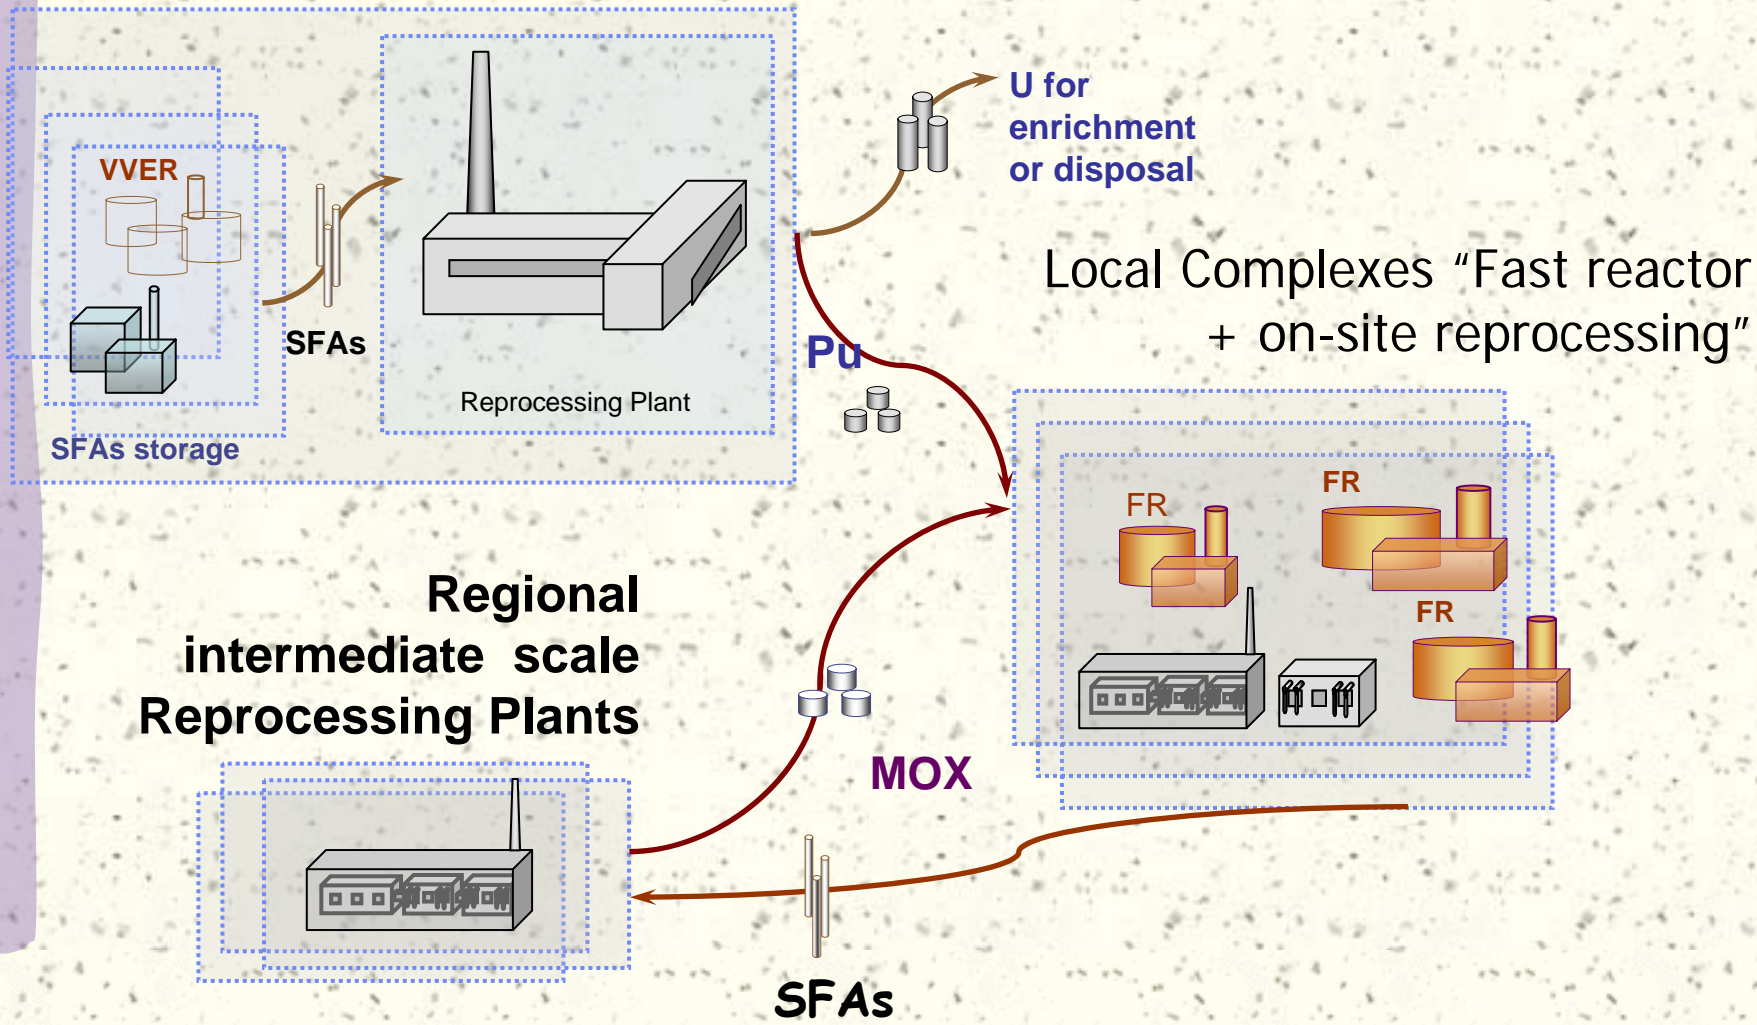 VVER
SFAs storage
SFAs
Reprocessing Plant
U for
enrichment
or disposal
Pu
Local Complexes “Fast reactor
+ on-site reprocessing”
FR
FR
FR
Regional
intermediate scale
Reprocessing Plants
MOX
SFAs